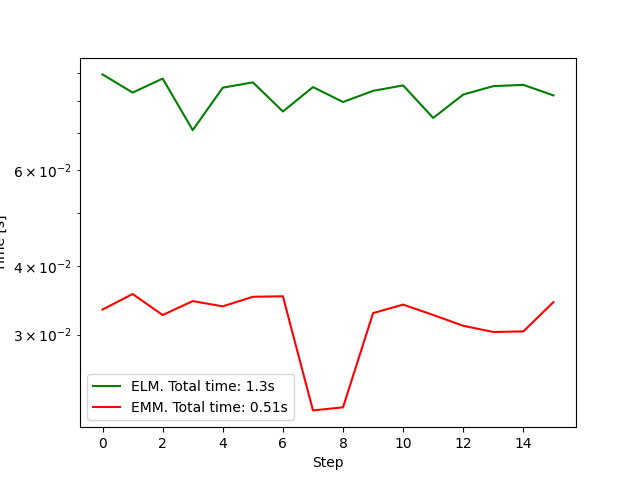 6 × 10⁻²
4 × 10⁻²
3 × 10⁻²
[s]
ELM. Total time: 1.3s
EMM. Total time: 0.51s
0 2 4 6 8 10 12 14
Step